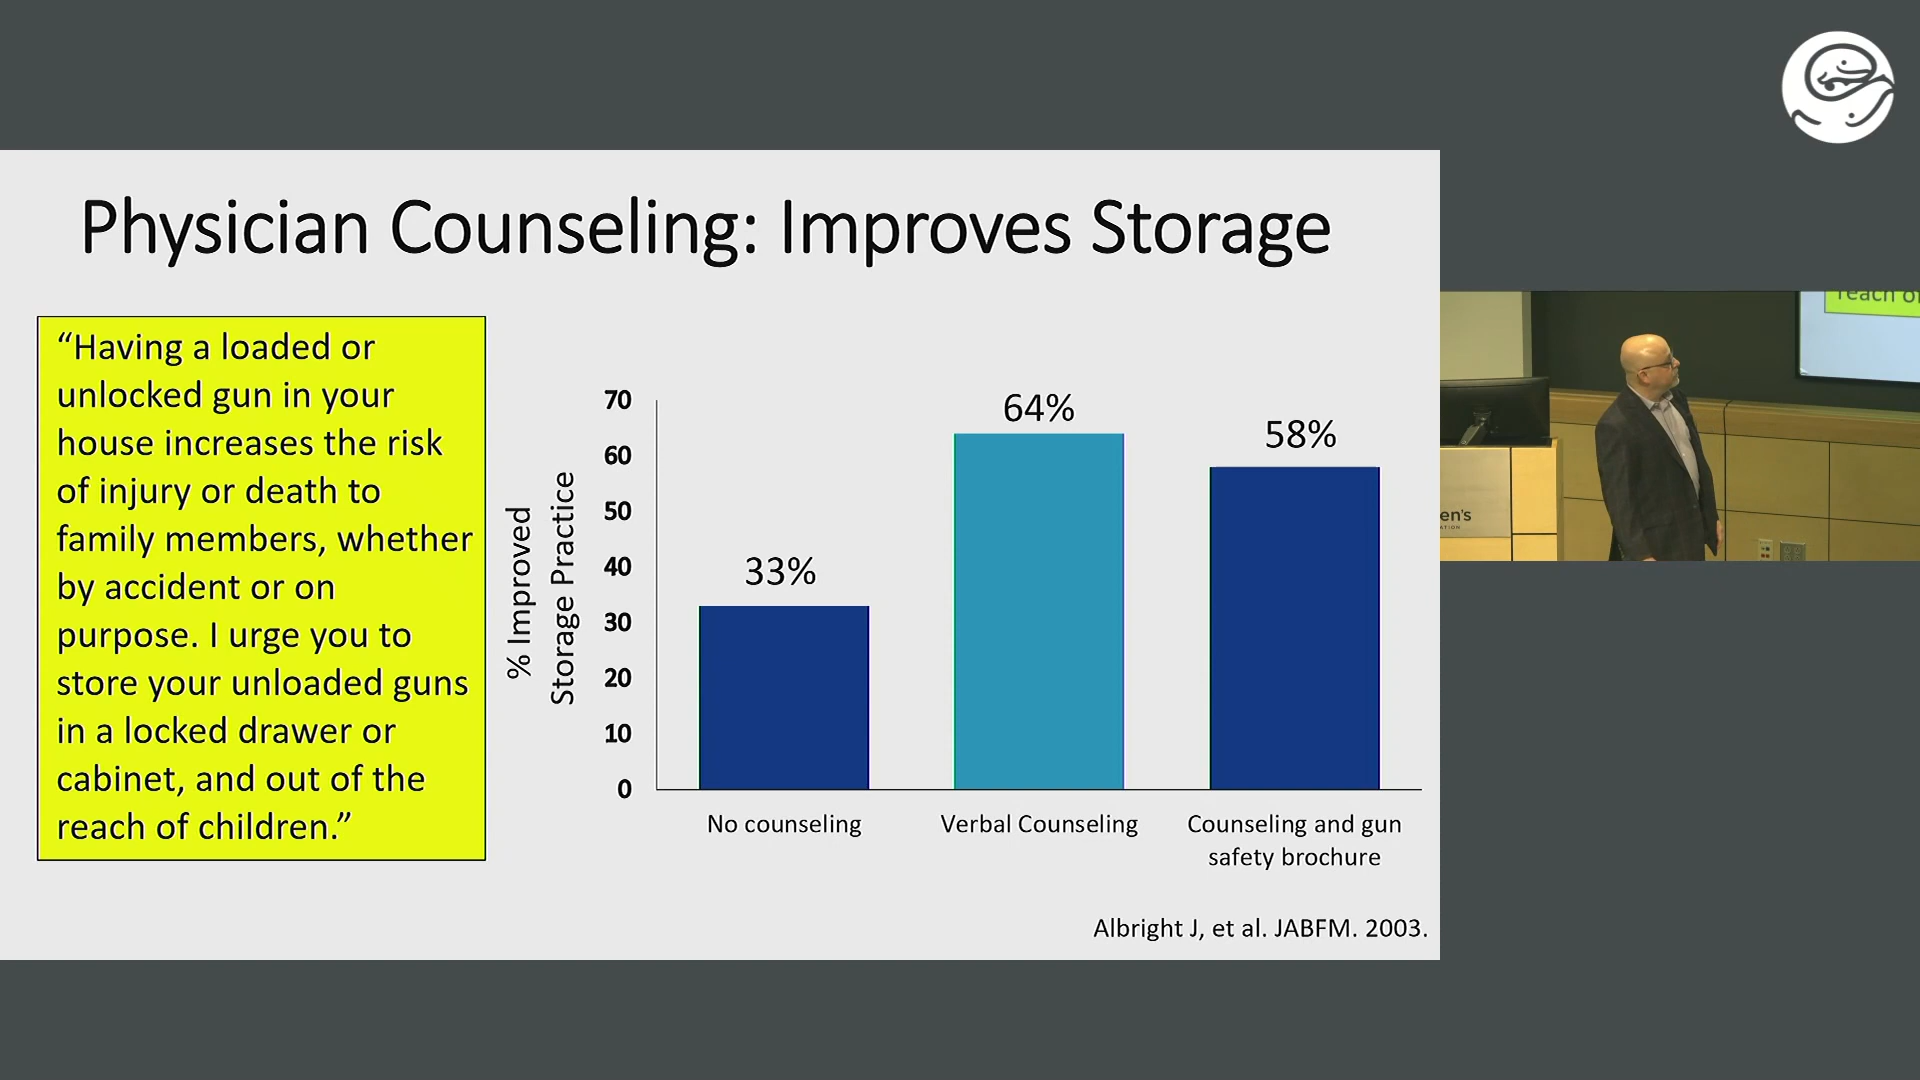 Physician Counseling: Improves Storage
“Having a loaded or
unlocked gun in your
house increases the risk
of injury or death to
family members, whether
by accident or on
purpose. I urge you to
store your unloaded guns
in a locked drawer or
cabinet, and out of the
reach of children.”
% Improved
Storage Practice
70
60
50
40
30
20
10
0
33%
64%
58%
No counseling
Verbal Counseling
Counseling and gun
safety brochure
Albright J, et al. JABFM. 2003.
reach of
en's